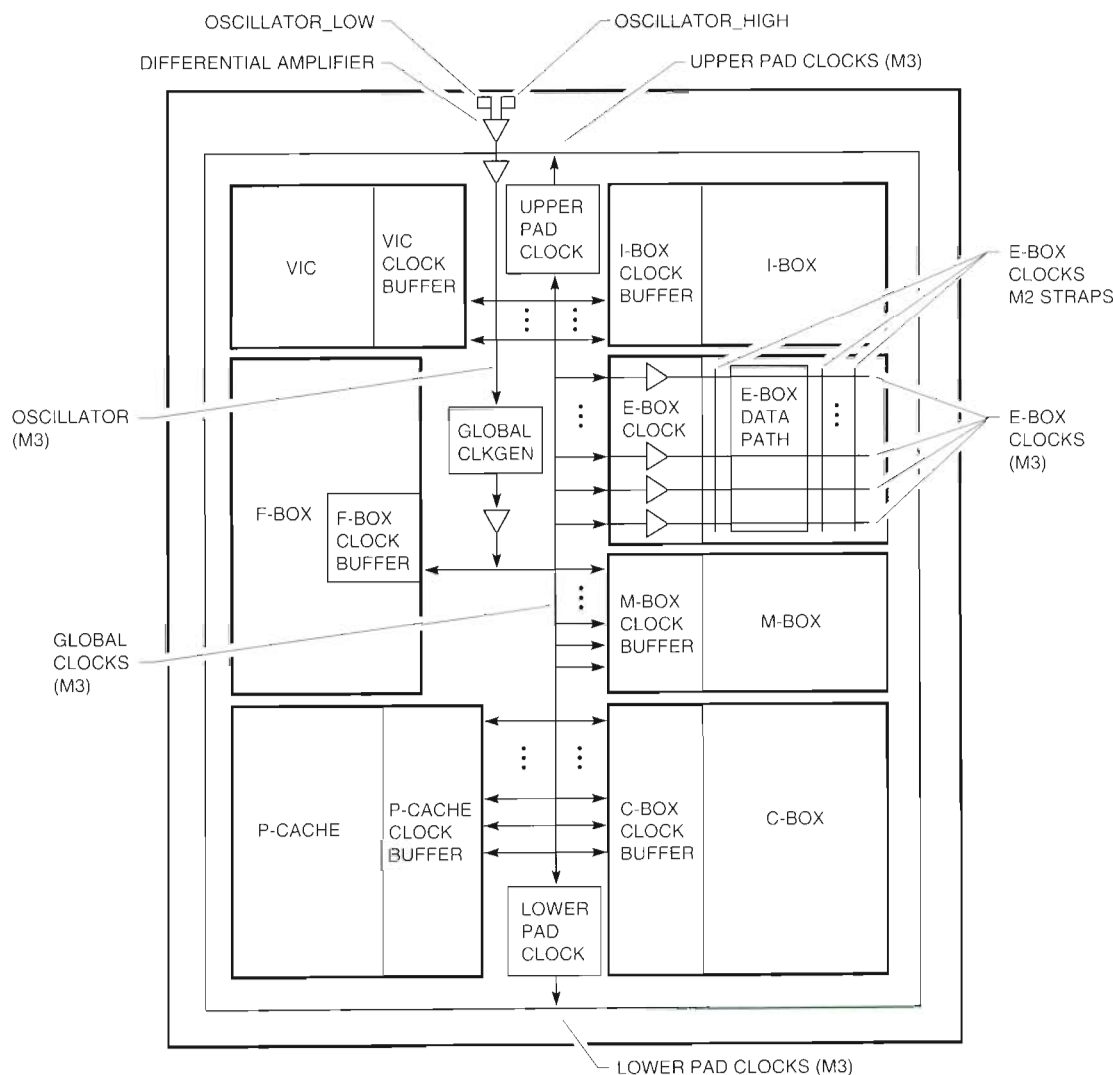 OSCILLATOR_LOW
OSCILLATOR_HIGH
DIFFERENTIAL AMPLIFIER
UPPER PAD CLOCKS (M3)
UPPER
PAD
CLOCK
VIC
VIC
CLOCK
BUFFER
I-BOX
CLOCK
BUFFER
I-BOX
E-BOX
CLOCKS
M2 STRAPS
OSCILLATOR
(M3)
GLOBAL
CLKGEN
E-BOX
CLOCK
E-BOX
DATA
PATH
E-BOX
CLOCKS
(M3)
F-BOX
F-BOX
CLOCK
BUFFER
GLOBAL
CLOCKS
(M3)
M-BOX
CLOCK
BUFFER
M-BOX
P-CACHE
P-CACHE
CLOCK
BUFFER
C-BOX
CLOCK
BUFFER
C-BOX
LOWER
PAD
CLOCK
LOWER PAD CLOCKS (M3)